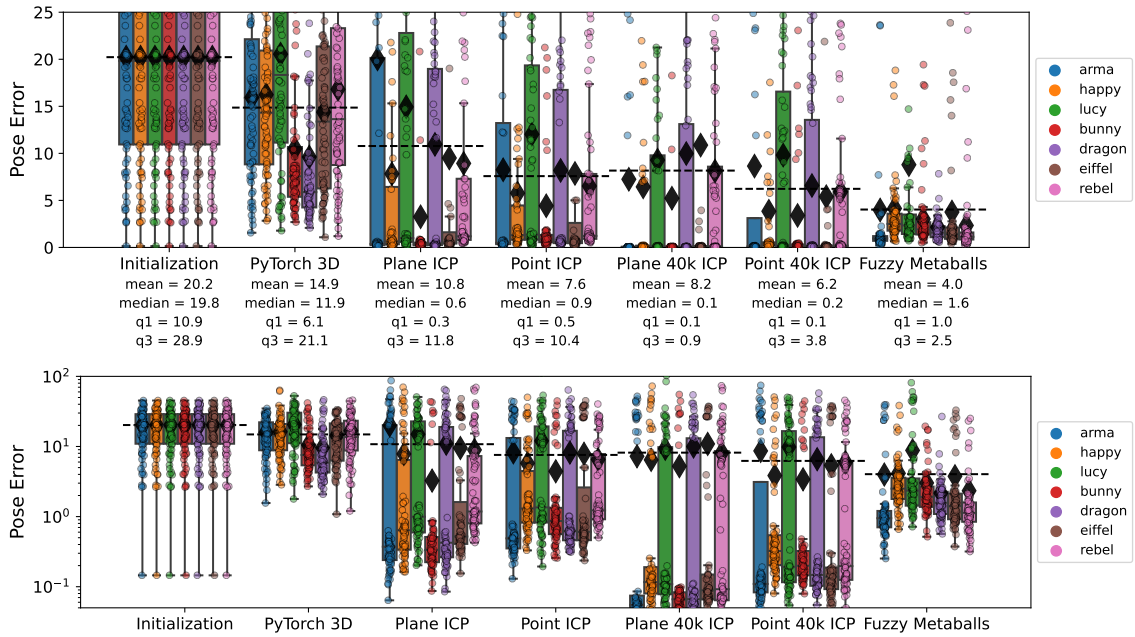 25
20
15
10
5
0
Pose Error
Initialization PyTorch 3D Plane ICP Point ICP Plane 40k ICP Point 40k ICP Fuzzy Metaballs
mean = 20.2 mean = 14.9 mean = 10.8 mean = 7.6 mean = 8.2 mean = 6.2 mean = 4.0
median = 19.8 median = 11.9 median = 0.6 median = 0.9 median = 0.1 median = 0.2 median = 1.6
q1 = 10.9 q1 = 6.1 q1 = 0.3 q1 = 0.5 q1 = 0.1 q1 = 0.1 q1 = 1.0
q3 = 28.9 q3 = 21.1 q3 = 11.8 q3 = 10.4 q3 = 0.9 q3 = 3.8 q3 = 2.5
arma
happy
lucy
bunny
dragon
eiffel
rebel
10²
10¹
10⁰
10⁻¹
Pose Error
Initialization PyTorch 3D Plane ICP Point ICP Plane 40k ICP Point 40k ICP Fuzzy Metaballs
arma
happy
lucy
bunny
dragon
eiffel
rebel